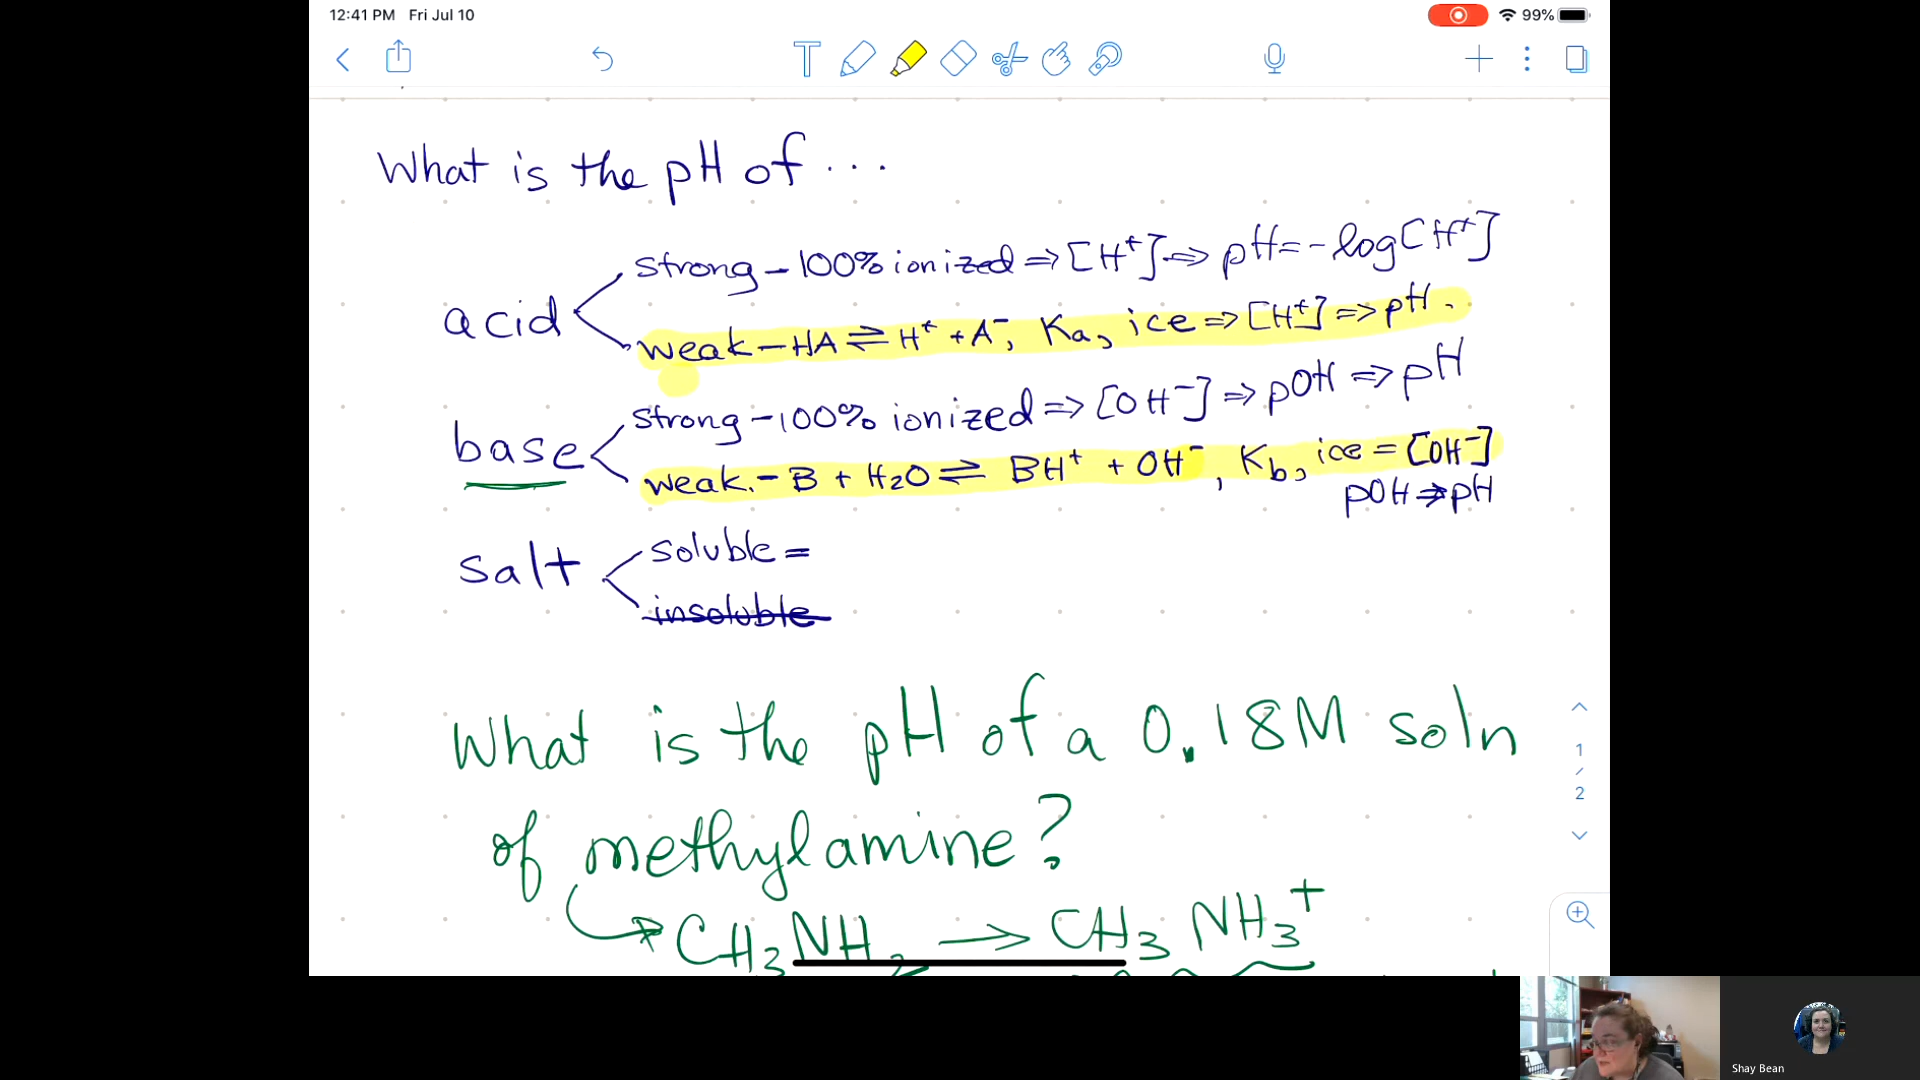 12:41 PM Fri Jul 10
99%
What is the pH of ...
strong – 100% ionized ⇒ [H⁺] ⇒ pH = - log[H⁺]
acid
weak – HA ⇌ H⁺ + A⁻, Ka, ice ⇒ [H⁺] ⇒ pH.
strong – 100% ionized ⇒ [OH⁻] ⇒ pOH ⇒ pH
base
weak. – B + H₂O ⇌ BH⁺ + OH⁻, Kb, ice = [OH⁻]
pOH ⇒ pH
soluble =
salt
insoluble
What is the pH of a 0.18M soln
of methylamine?
CH₃NH₂ → CH₃NH₃⁺
1
/
2
Shay Bean